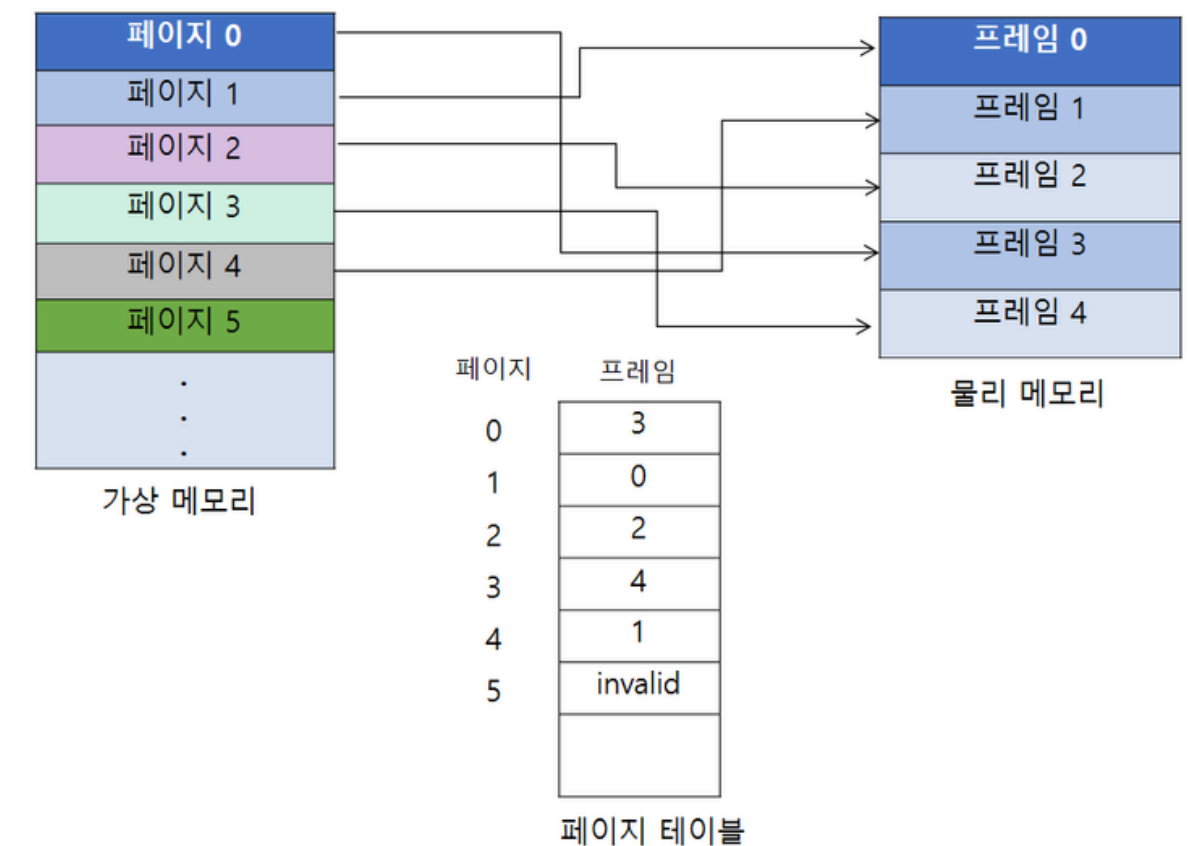 페이지 0
페이지 1
페이지 2
페이지 3
페이지 4
페이지 5
.
.
.
가상 메모리
프레임 0
프레임 1
프레임 2
프레임 3
프레임 4
물리 메모리
페이지 프레임
0 3
1 0
2 2
3 4
4 1
5 invalid
페이지 테이블